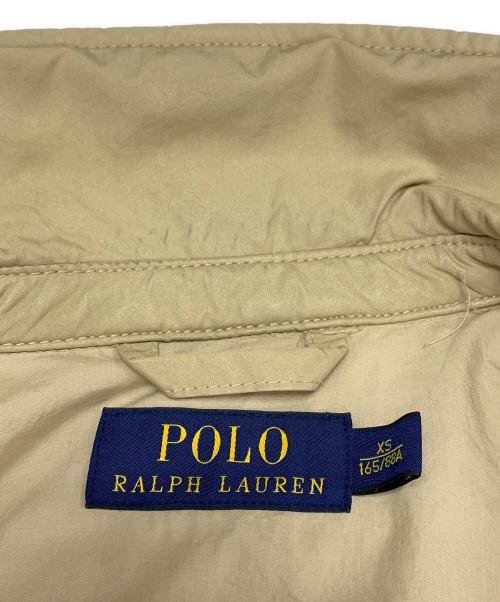 POLO
RALPH LAUREN
XS
165/88A